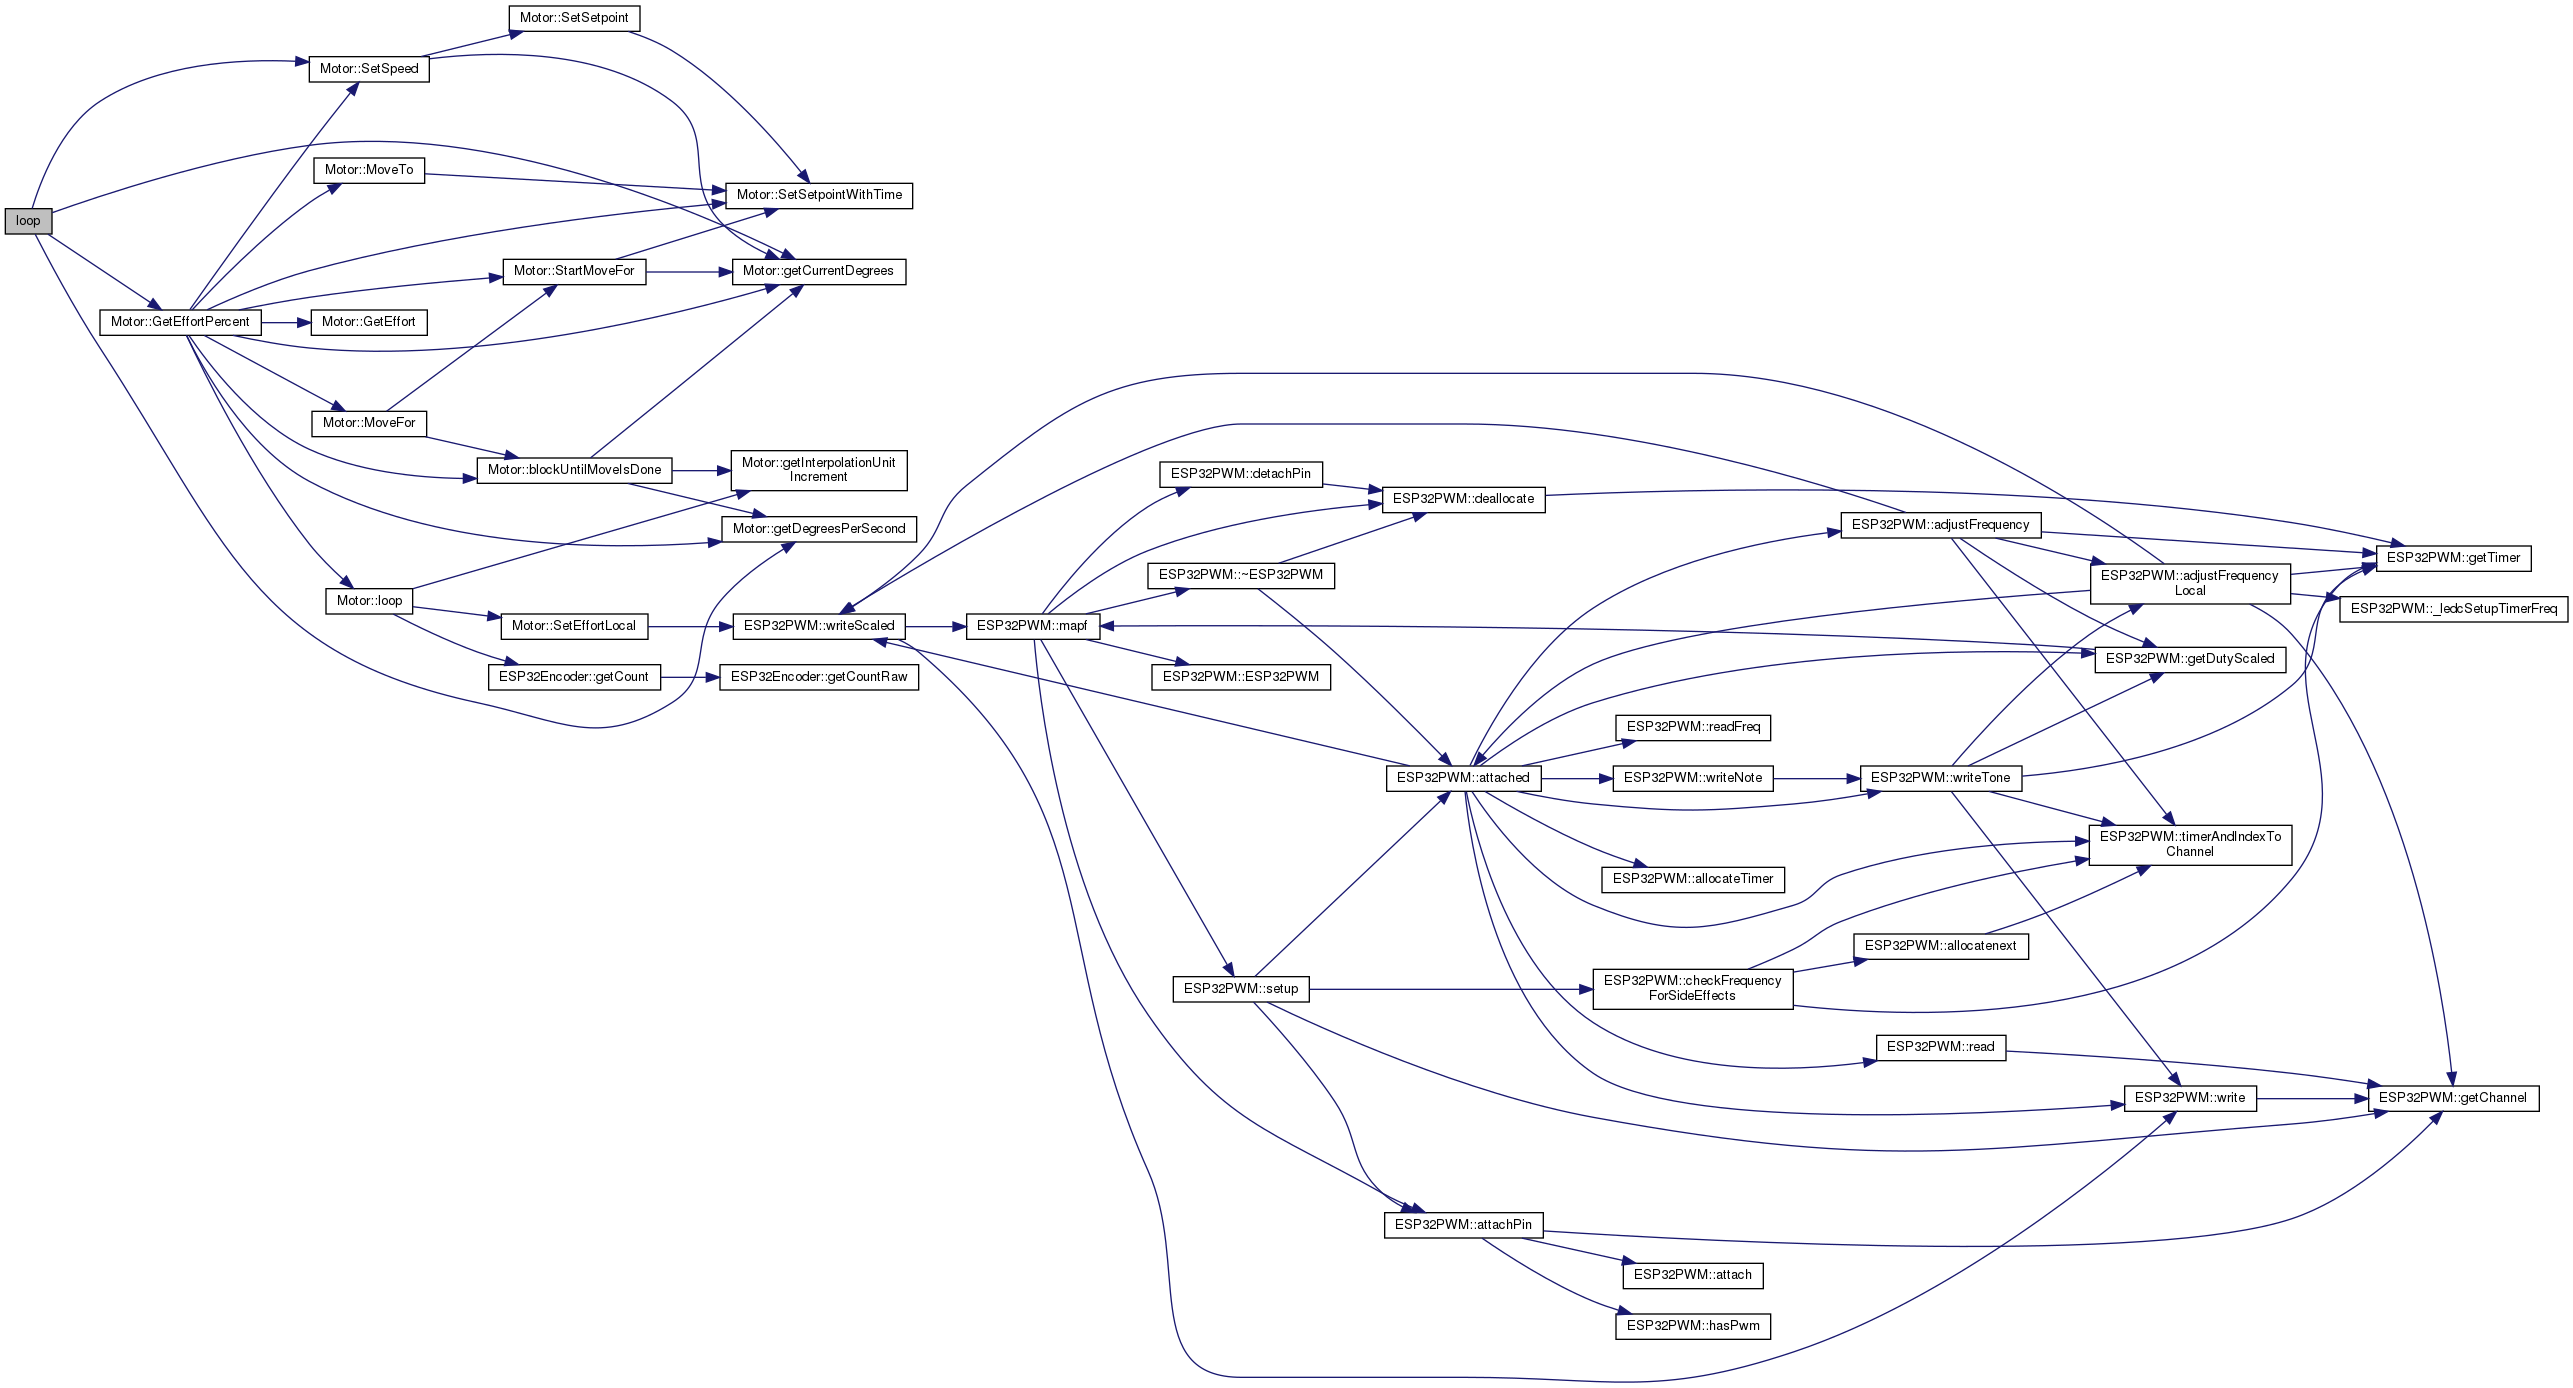 loop
Motor::SetSpeed
Motor::GetEffortPercent
Motor::MoveTo
Motor::GetEffort
Motor::MoveFor
Motor::loop
Motor::SetSetpoint
Motor::StartMoveFor
Motor::blockUntilMoveIsDone
Motor::SetEffortLocal
ESP32Encoder::getCount
Motor::SetSetpointWithTime
Motor::getCurrentDegrees
Motor::getInterpolationUnit
Increment
Motor::getDegreesPerSecond
ESP32PWM::writeScaled
ESP32Encoder::getCountRaw
ESP32PWM::mapf
ESP32PWM::detachPin
ESP32PWM::~ESP32PWM
ESP32PWM::ESP32PWM
ESP32PWM::setup
ESP32PWM::deallocate
ESP32PWM::attached
ESP32PWM::attachPin
ESP32PWM::readFreq
ESP32PWM::writeNote
ESP32PWM::allocateTimer
ESP32PWM::checkFrequency
ForSideEffects
ESP32PWM::attach
ESP32PWM::hasPwm
ESP32PWM::adjustFrequency
ESP32PWM::writeTone
ESP32PWM::allocatenext
ESP32PWM::read
ESP32PWM::adjustFrequency
Local
ESP32PWM::getDutyScaled
ESP32PWM::timerAndIndexTo
Channel
ESP32PWM::write
ESP32PWM::getTimer
ESP32PWM::_ledcSetupTimerFreq
ESP32PWM::getChannel